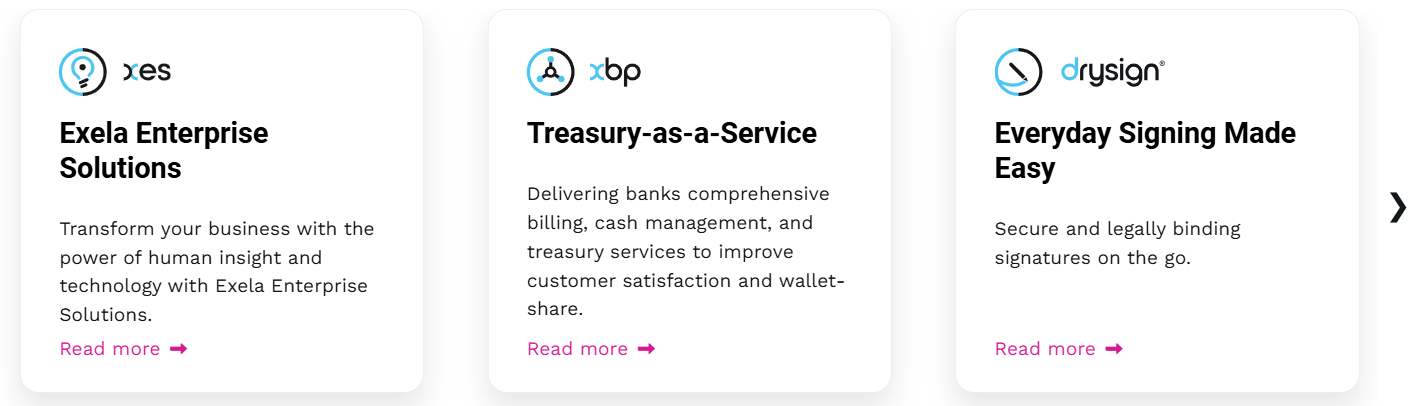 xes
Exela Enterprise
Solutions
Transform your business with the
power of human insight and
technology with Exela Enterprise
Solutions.
Read more
xbp
Treasury-as-a-Service
Delivering banks comprehensive
billing, cash management, and
treasury services to improve
customer satisfaction and wallet-
share.
Read more
drysign®
Everyday Signing Made
Easy
Secure and legally binding
signatures on the go.
Read more